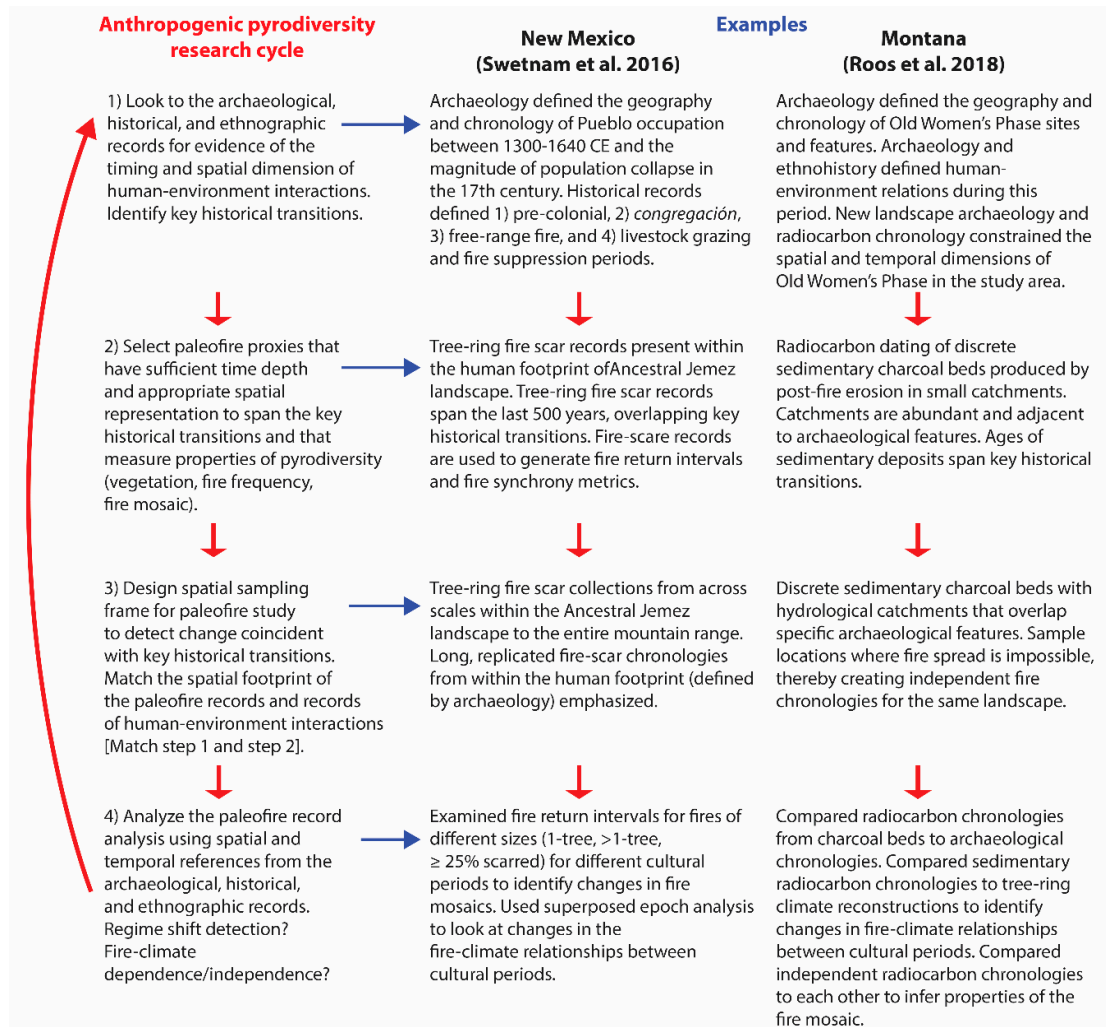 Anthropogenic pyrodiversity
research cycle
Examples
New Mexico
(Swetnam et al. 2016)
Montana
(Roos et al. 2018)
1) Look to the archaeological,
historical, and ethnographic
records for evidence of the
timing and spatial dimension of
human-environment interactions.
Identify key historical transitions.
Archaeology defined the geography
and chronology of Pueblo occupation
between 1300-1640 CE and the
magnitude of population collapse in
the 17th century. Historical records
defined 1) pre-colonial, 2) congregación,
3) free-range fire, and 4) livestock grazing
and fire suppression periods.
Archaeology defined the geography and
chronology of Old Women's Phase sites
and features. Archaeology and
ethnohistory defined human-
environment relations during this
period. New landscape archaeology and
radiocarbon chronology constrained the
spatial and temporal dimensions of
Old Women's Phase in the study area.
2) Select paleofire proxies that
have sufficient time depth
and appropriate spatial
representation to span the key
historical transitions and that
measure properties of pyrodiversity
(vegetation, fire frequency,
fire mosaic).
Tree-ring fire scar records present within
the human footprint ofAncestral Jemez
landscape. Tree-ring fire scar records
span the last 500 years, overlapping key
historical transitions. Fire-scare records
are used to generate fire return intervals
and fire synchrony metrics.
Radiocarbon dating of discrete
sedimentary charcoal beds produced by
post-fire erosion in small catchments.
Catchments are abundant and adjacent
to archaeological features. Ages of
sedimentary deposits span key historical
transitions.
3) Design spatial sampling
frame for paleofire study
to detect change coincident
with key historical transitions.
Match the spatial footprint of
the paleofire records and records
of human-environment interactions
[Match step 1 and step 2].
Tree-ring fire scar collections from across
scales within the Ancestral Jemez
landscape to the entire mountain range.
Long, replicated fire-scar chronologies
from within the human footprint (defined
by archaeology) emphasized.
Discrete sedimentary charcoal beds with
hydrological catchments that overlap
specific archaeological features. Sample
locations where fire spread is impossible,
thereby creating independent fire
chronologies for the same landscape.
4) Analyze the paleofire record
analysis using spatial and
temporal references from the
archaeological, historical,
and ethnographic records.
Regime shift detection?
Fire-climate
dependence/independence?
Examined fire return intervals for fires of
different sizes (1-tree, >1-tree,
≥ 25% scarred) for different cultural
periods to identify changes in fire
mosaics. Used superposed epoch analysis
to look at changes in the
fire-climate relationships between
cultural periods.
Compared radiocarbon chronologies
from charcoal beds to archaeological
chronologies. Compared sedimentary
radiocarbon chronologies to tree-ring
climate reconstructions to identify
changes in fire-climate relationships
between cultural periods. Compared
independent radiocarbon chronologies
to each other to infer properties of the
fire mosaic.